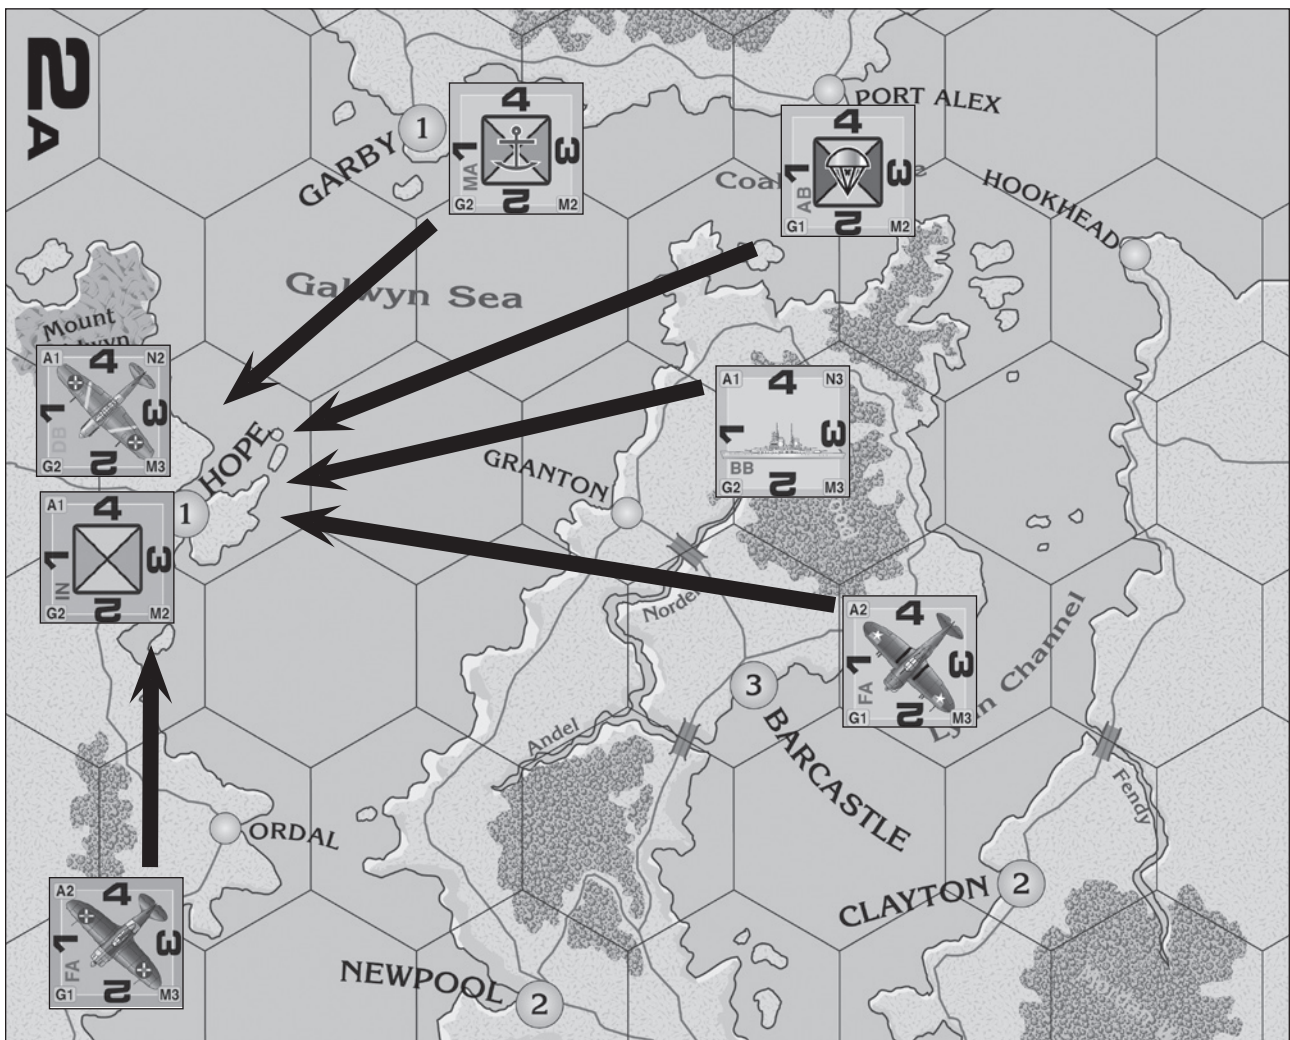 2A
GARBY
1
4
1
3
2
MA
G2
M2
PORT ALEX
4
1
3
2
AB
G1
M2
HOOKHEAD
Galwyn Sea
Mount
A1
4
N2
1
3
2
DB
G2
M3
HOPE
1
A1
4
1
3
2
IN
G2
M2
GRANTON
A1
4
N3
1
3
2
BB
G2
M3
A2
4
1
3
2
FA
G1
M3
Channel
3
BARCASTLE
Andel
Fendy
ORDAL
CLAYTON
2
A2
4
1
3
2
FA
G1
M3
NEWPOOL
2